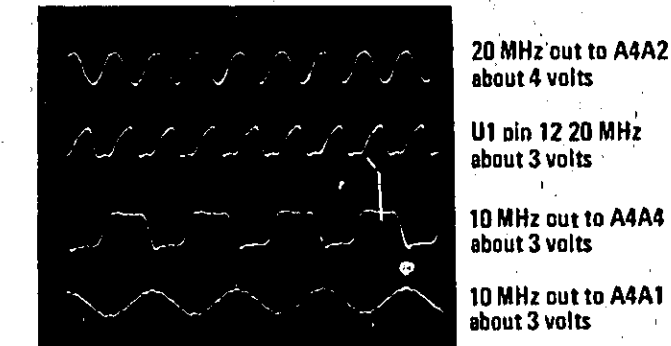 20 MHz out to A4A2
about 4 volts
U1 pin 12 20 MHz
about 3 volts
10 MHz out to A4A4
about 3 volts
10 MHz out to A4A1
about 3 volts